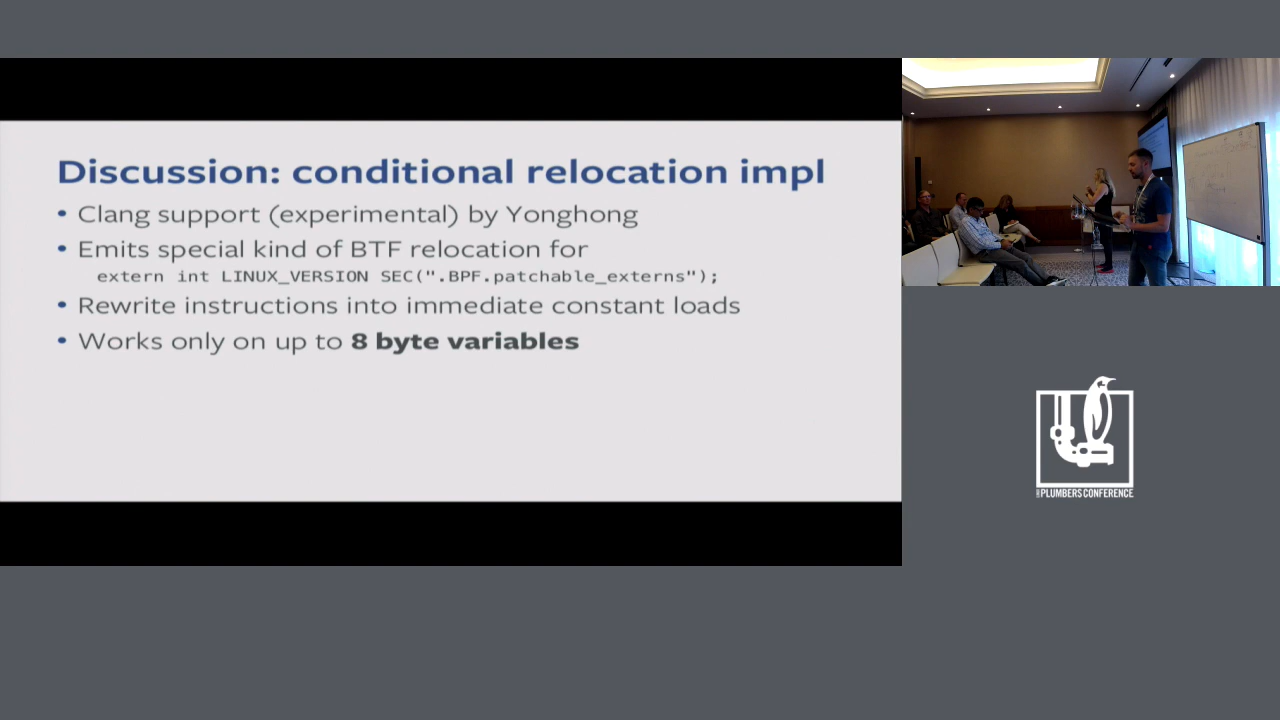 Discussion: conditional relocation impl
• Clang support (experimental) by Yonghong
• Emits special kind of BTF relocation for
extern int LINUX_VERSION SEC(".BPF.patchable_externs");
• Rewrite instructions into immediate constant loads
• Works only on up to 8 byte variables
PLUMBERS CONFERENCE